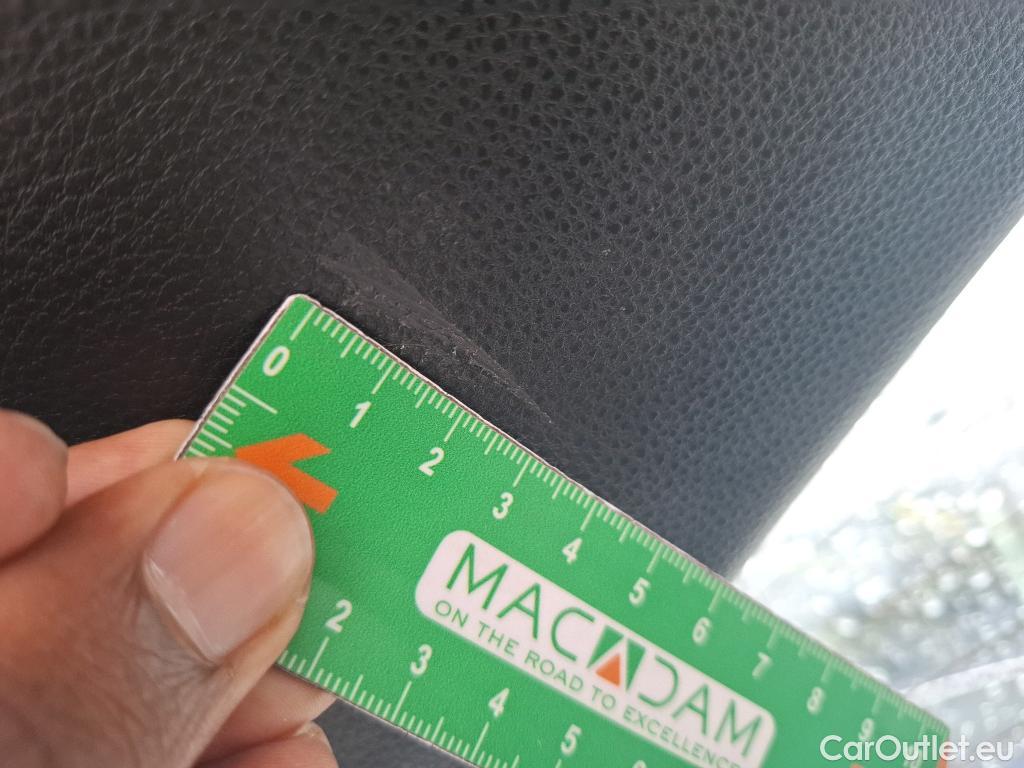 0 1 2 3 4 5 6 7 8 9
MACADAM
ON THE ROAD TO EXCELLENCE
2 3 4 5
CarOutlet.eu